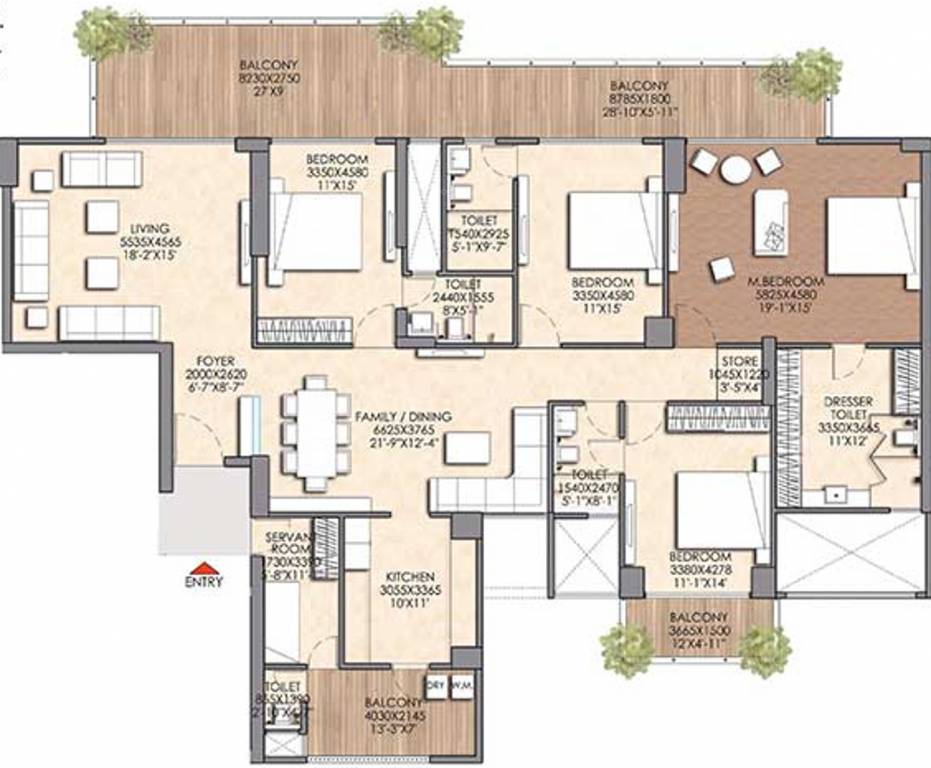 BALCONY
8230X2750
27'X9'
BALCONY
8785X1800
28'-10"X5'-11"
BEDROOM
3350X4580
11'X15'
LIVING
5535X4565
18'-2"X15'
TOILET
1540X2925
5'-1"X9'-7"
BEDROOM
3350X4580
11'X15'
M.BEDROOM
5825X4580
19'-1"X15'
TOILET
2440X1555
8'X5'-1"
FOYER
2000X2620
6'-7"X8'-7"
STORE
1045X1220
3'-5"X4'
FAMILY / DINING
6625X3765
21'-9"X12'-4"
DRESSER
TOILET
3350X3665
11'X12'
TOILET
1540X2470
5'-1"X8'-1"
SERVANT
ROOM
1730X3390
5'-8"X11'
BEDROOM
3380X4278
11'-1"X14'
KITCHEN
3055X3365
10'X11'
ENTRY
BALCONY
3665X1500
12'X4'-11"
TOILET
855X1390
DRY
W.M.
BALCONY
4030X2145
13'-3"X7'